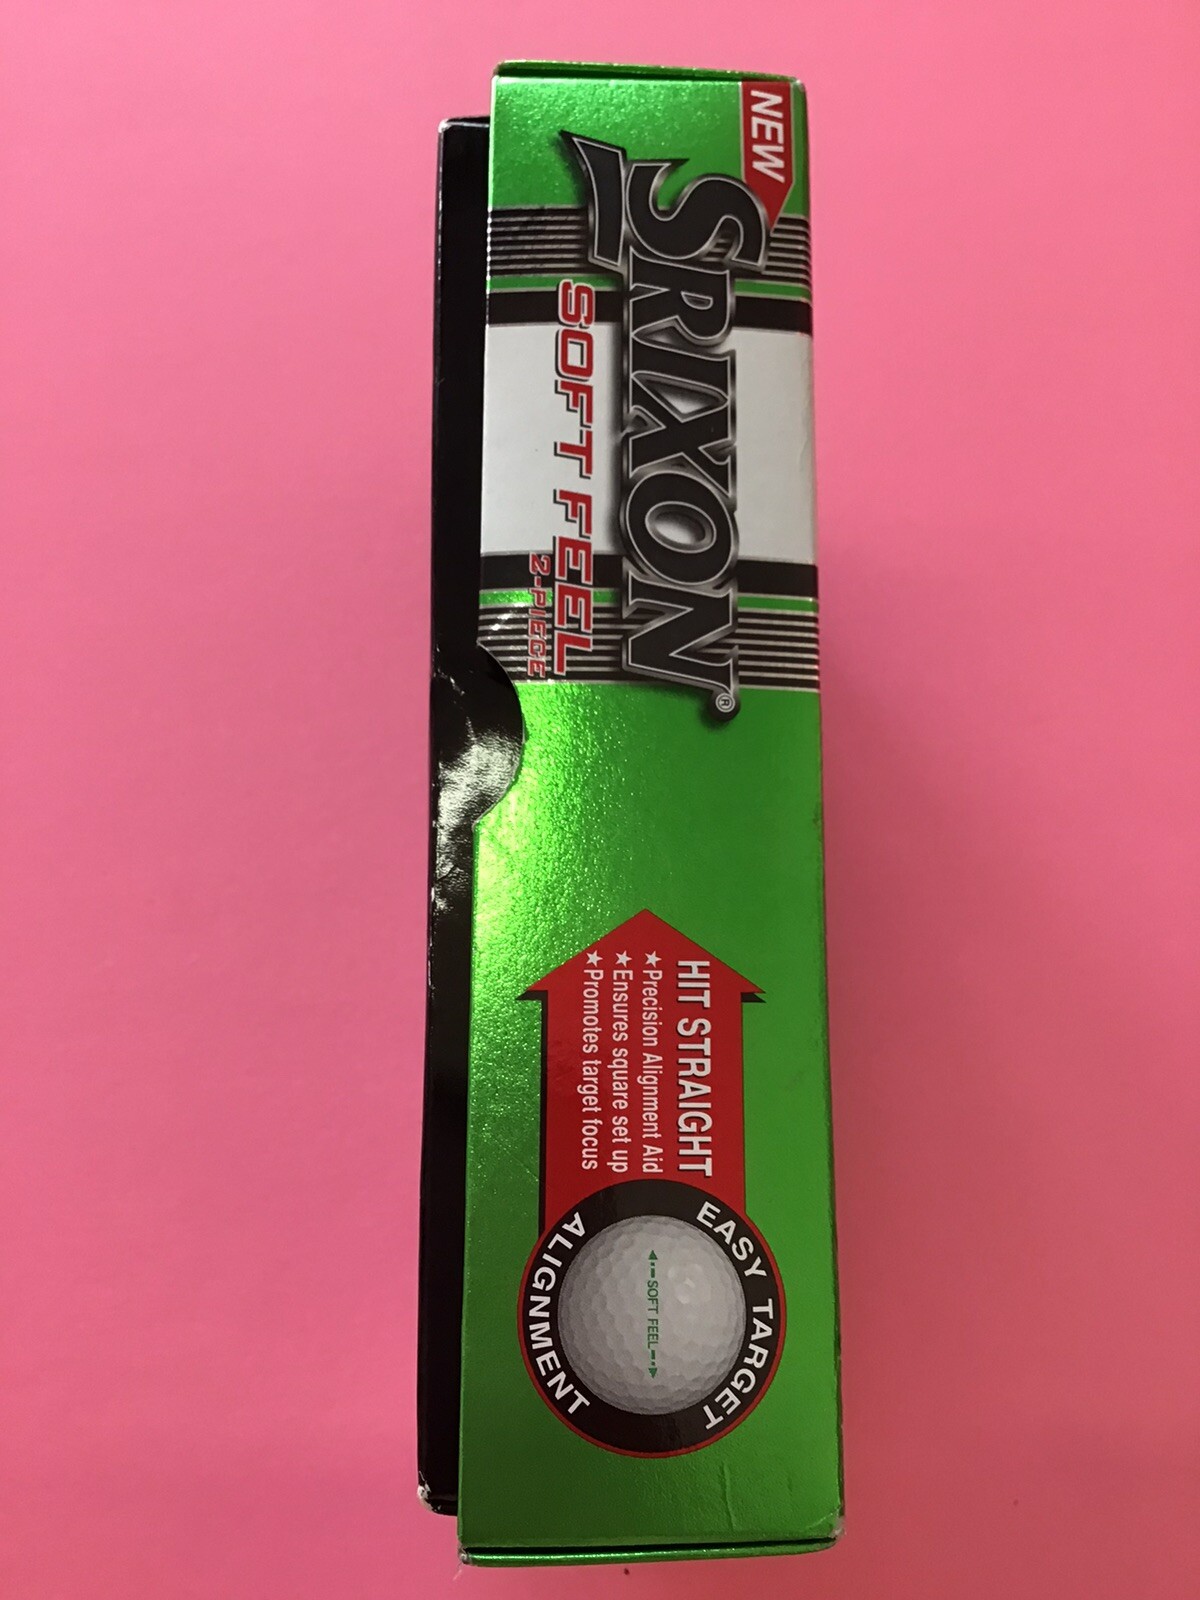 NEW
SRIXON®
SOFT FEEL
2-PIECE
HIT STRAIGHT
★Precision Alignment Aid
★Ensures square set up
★Promotes target focus
EASY TARGET
SOFT FEEL
ALIGNMENT